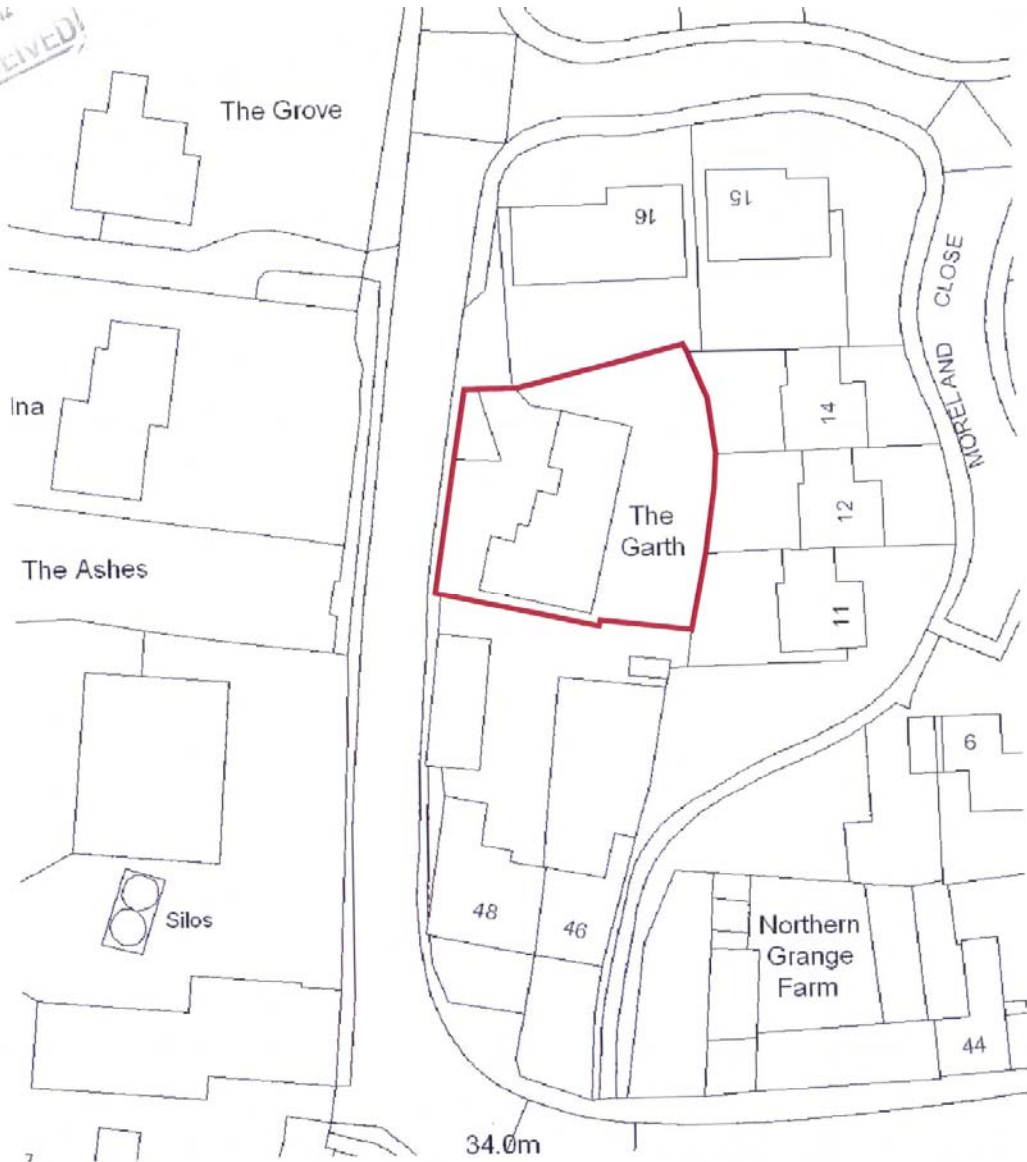 The Grove
16
15
MORELAND CLOSE
14
12
11
The
Garth
The Ashes
6
Silos
48
46
Northern
Grange
Farm
44
34.0m